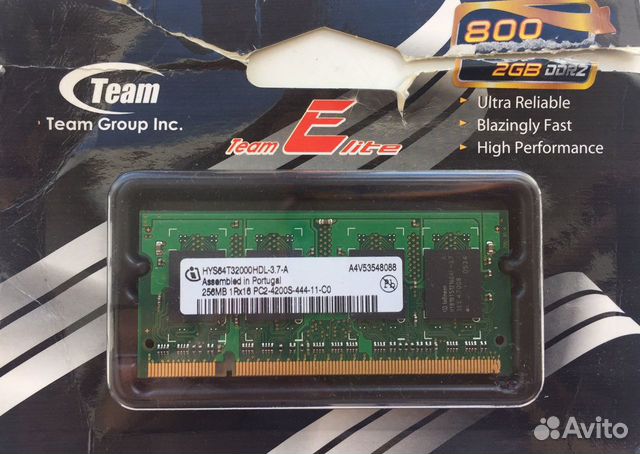 800
2GB DDR2
Team
Team Group Inc.
Team Elite
Ultra Reliable
Blazingly Fast
High Performance
HYS64T32000HDL-3.7-A
A4V53548088
Assembled in Portugal
256MB 1Rx16 PC2-4200S-444-11-C0
Avito